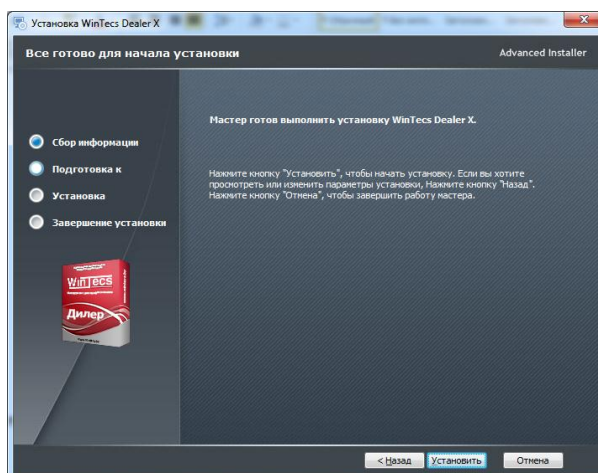 Установка WinTecs Dealer X
Все готово для начала установки
Advanced Installer
Мастер готов выполнить установку WinTecs Dealer X.
Сбор информации
Подготовка к
Установка
Завершение установки
Нажмите кнопку "Установить", чтобы начать установку. Если вы хотите
просмотреть или изменить параметры установки, Нажмите кнопку "Назад".
Нажмите кнопку "Отмена", чтобы завершить работу мастера.
WinTecs
Дилер
< Назад
Установить
Отмена